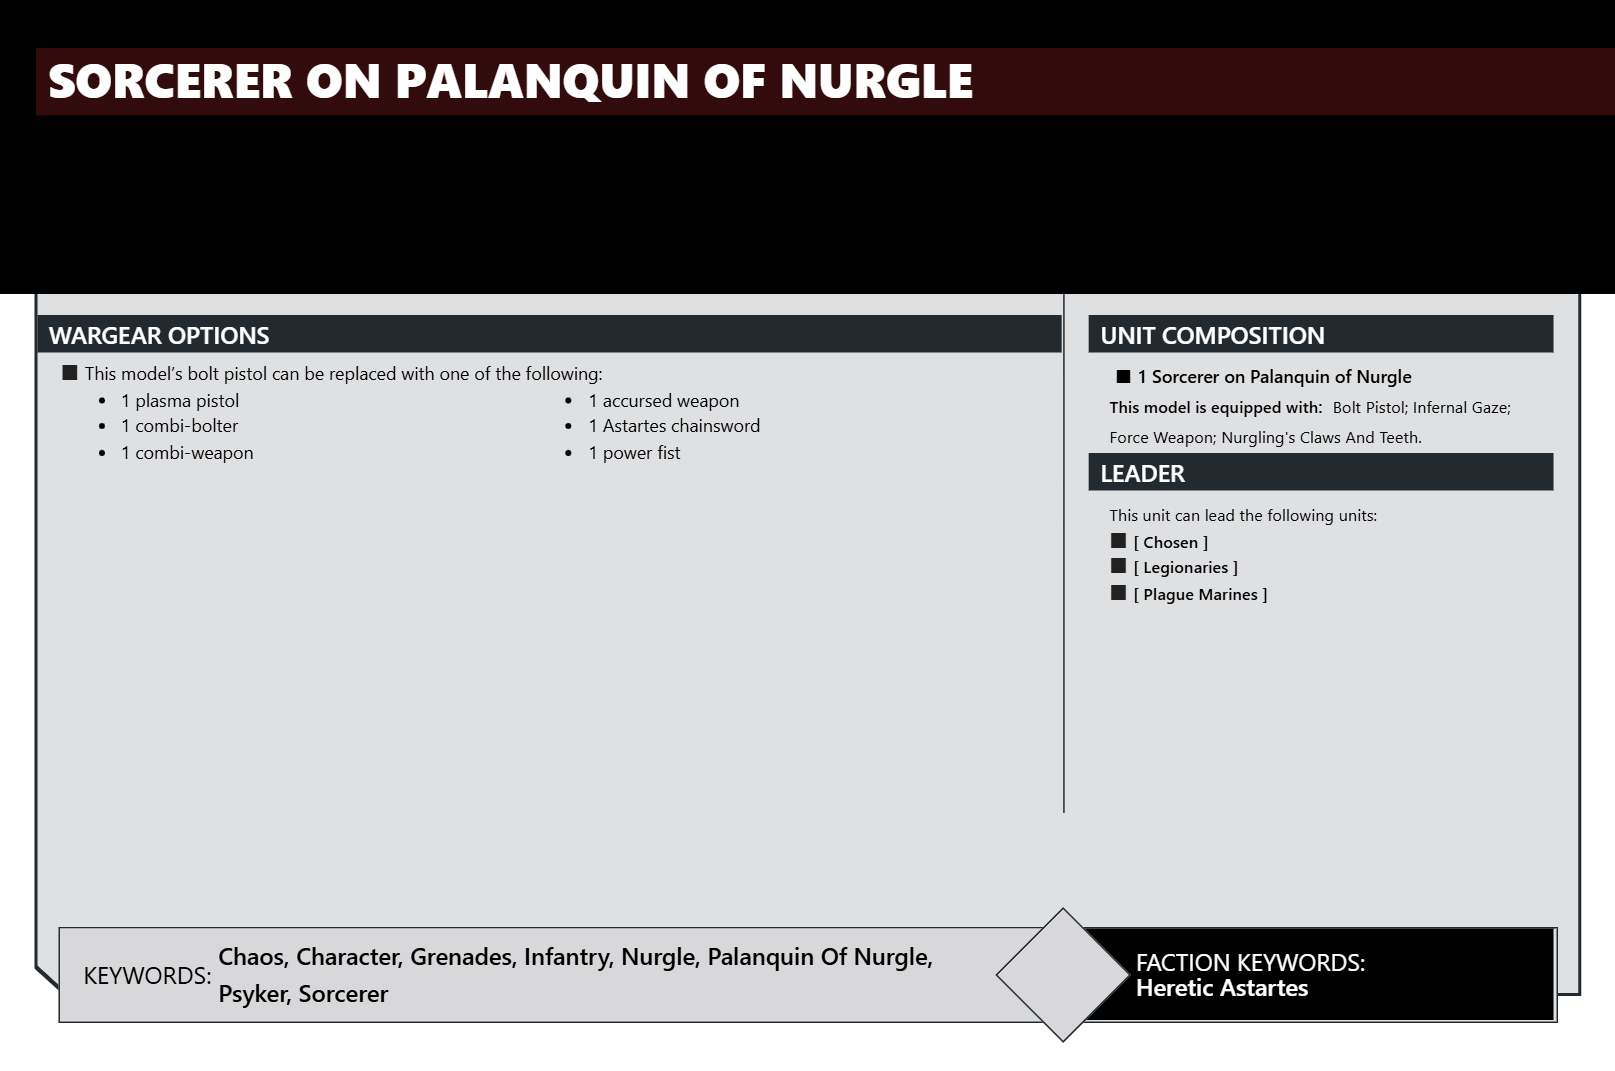 SORCERER ON PALANQUIN OF NURGLE
WARGEAR OPTIONS
■ This model’s bolt pistol can be replaced with one of the following:
• 1 plasma pistol
• 1 combi-bolter
• 1 combi-weapon
• 1 accursed weapon
• 1 Astartes chainsword
• 1 power fist
UNIT COMPOSITION
■ 1 Sorcerer on Palanquin of Nurgle
This model is equipped with: Bolt Pistol; Infernal Gaze;
Force Weapon; Nurgling's Claws And Teeth.
LEADER
This unit can lead the following units:
■ [ Chosen ]
■ [ Legionaries ]
■ [ Plague Marines ]
KEYWORDS: Chaos, Character, Grenades, Infantry, Nurgle, Palanquin Of Nurgle,
Psyker, Sorcerer
FACTION KEYWORDS:
Heretic Astartes